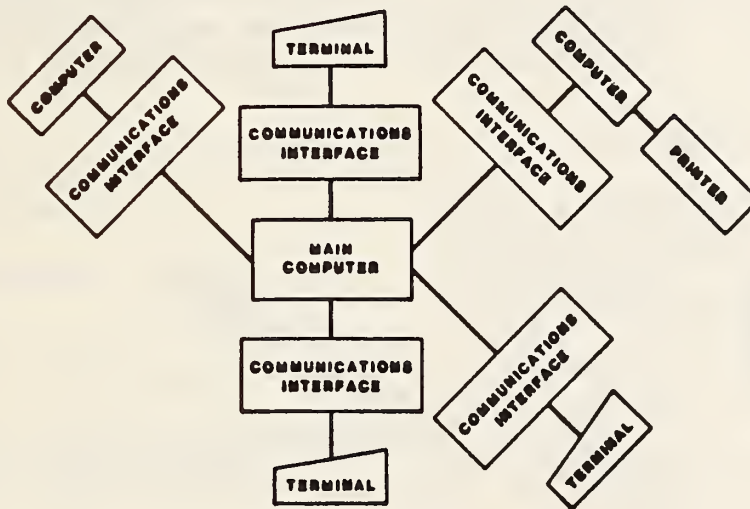 COMPUTER
COMMUNICATIONS
INTERFACE
TERMINAL
COMMUNICATIONS
INTERFACE
COMPUTER
COMMUNICATIONS
INTERFACE
PRINTER
MAIN
COMPUTER
COMMUNICATIONS
INTERFACE
TERMINAL
COMMUNICATIONS
INTERFACE
TERMINAL